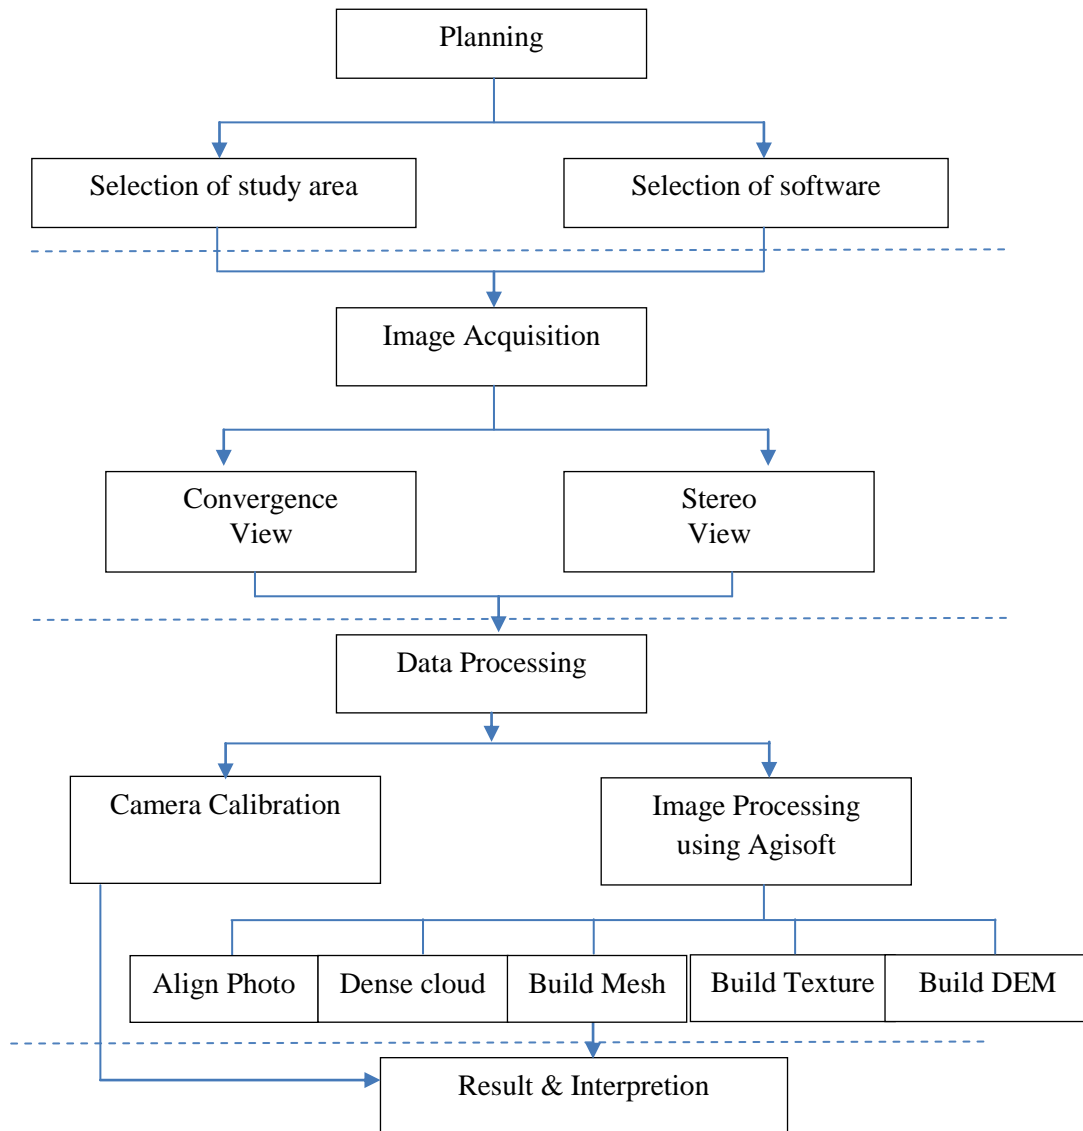 Planning
Selection of study area
Selection of software
Image Acquisition
Convergence
View
Stereo
View
Data Processing
Camera Calibration
Image Processing
using Agisoft
Align Photo
Dense cloud
Build Mesh
Build Texture
Build DEM
Result & Interpretion